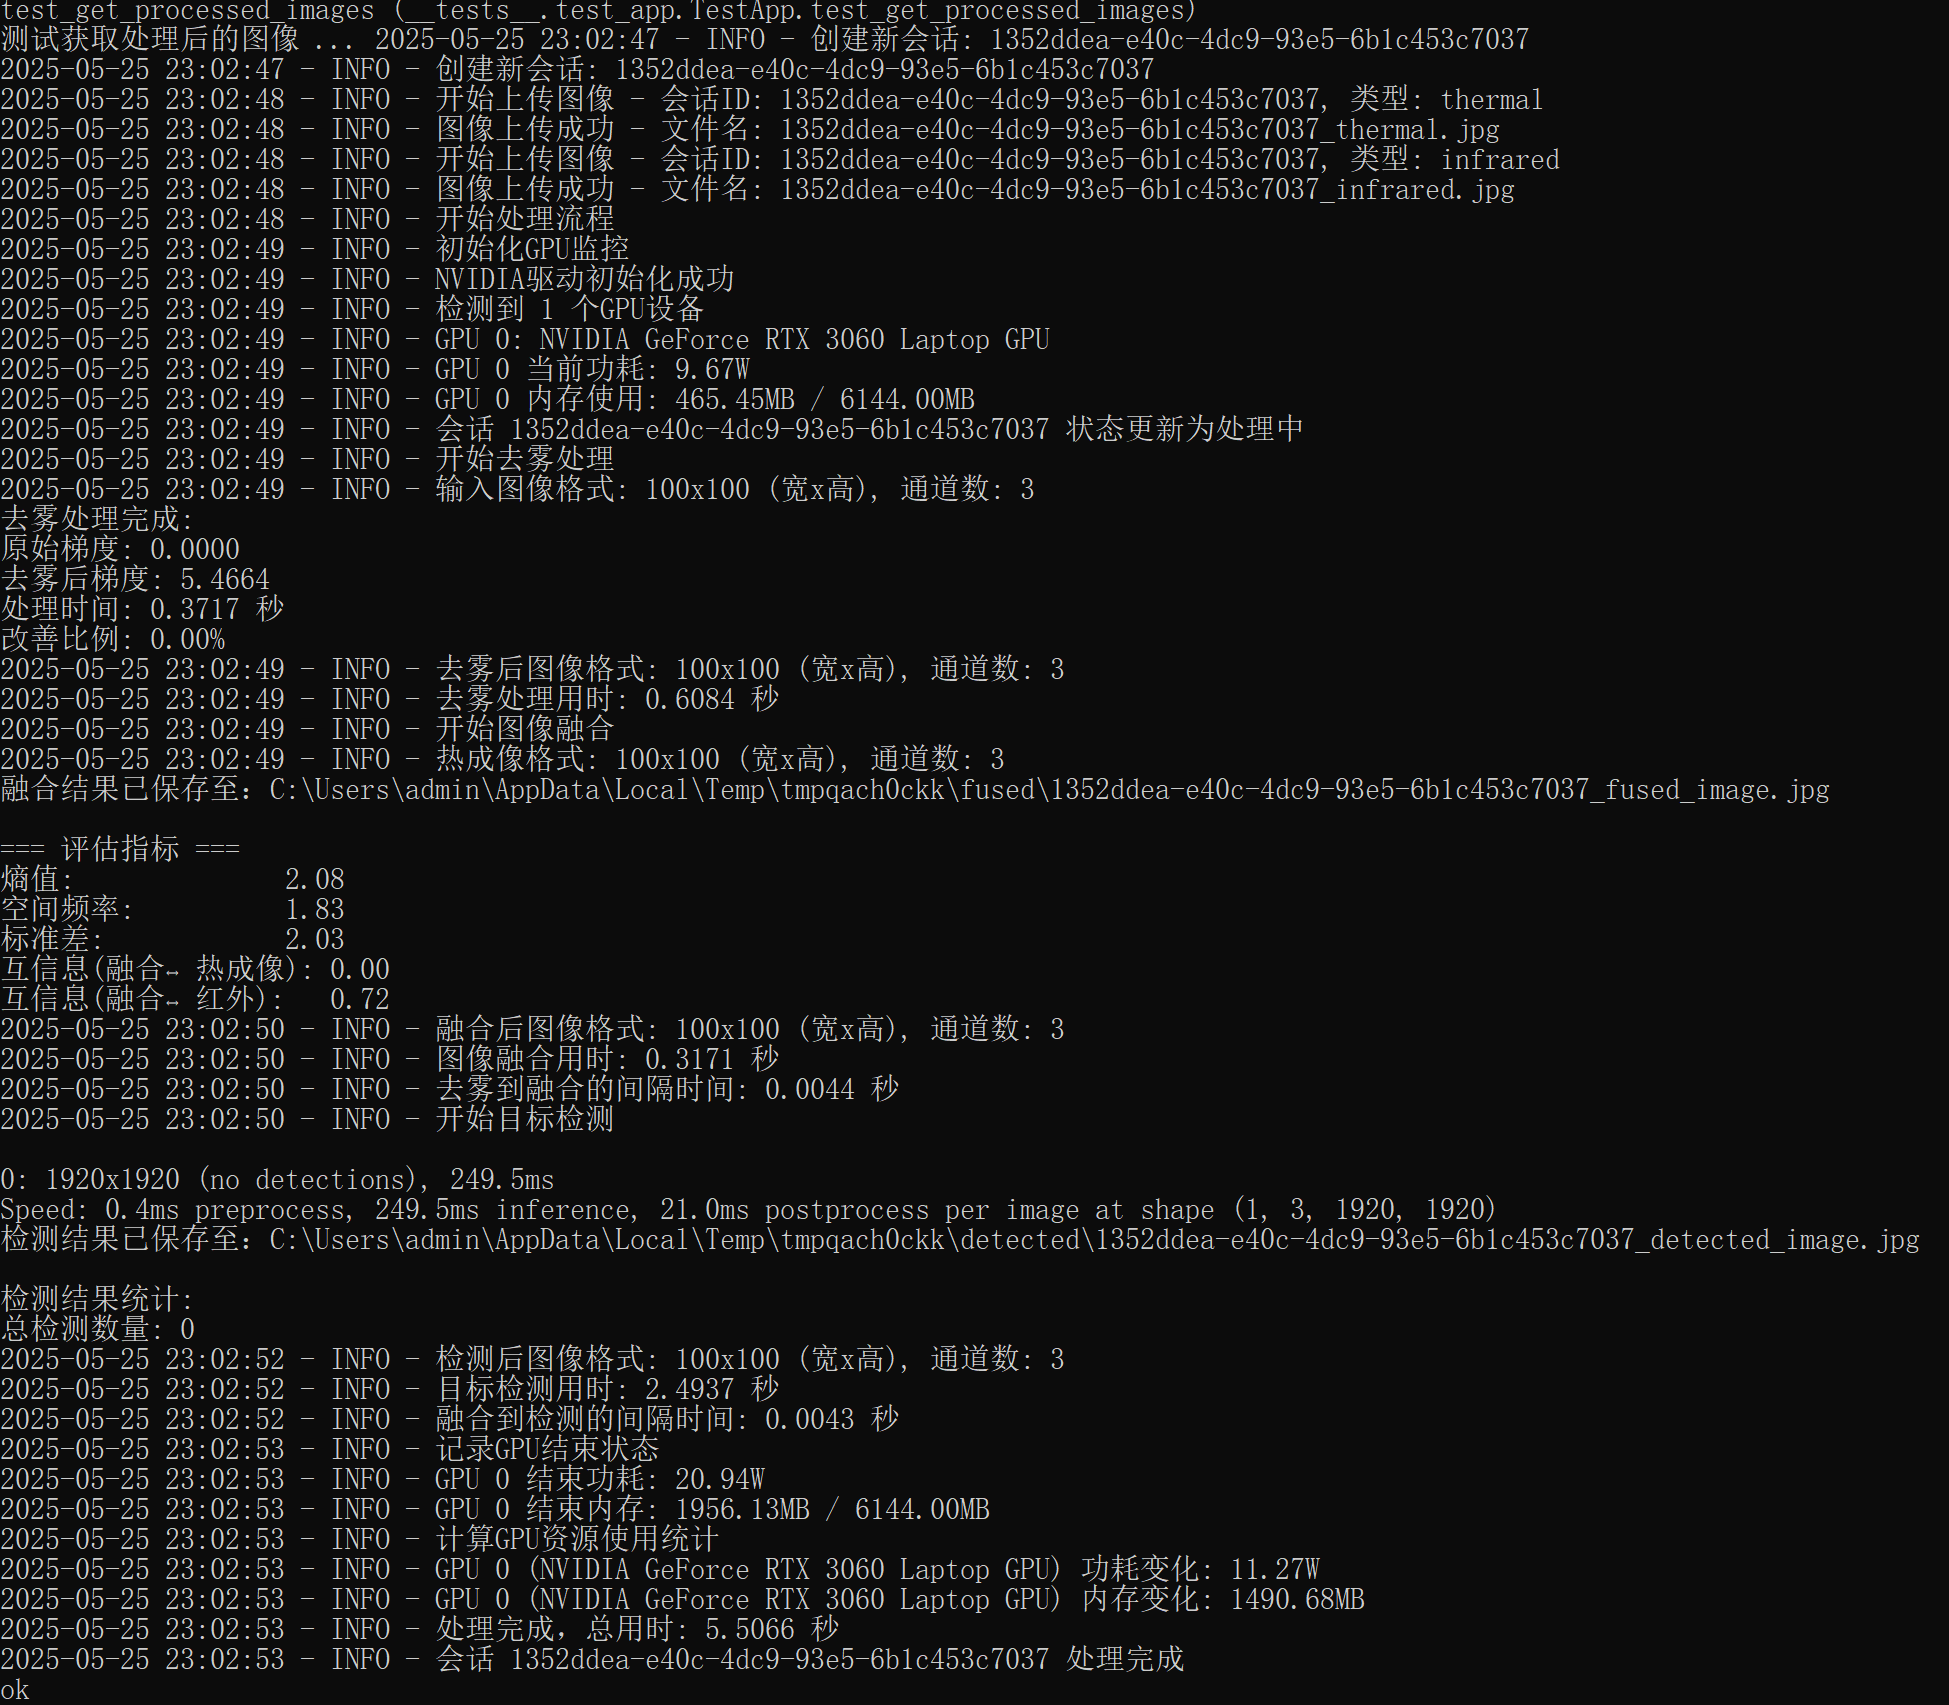 test_get_processed_images (__tests__.test_app.TestApp.test_get_processed_images)
测试获取处理后的图像 ... 2025-05-25 23:02:47 - INFO - 创建新会话: 1352ddea-e40c-4dc9-93e5-6b1c453c7037
2025-05-25 23:02:47 - INFO - 创建新会话: 1352ddea-e40c-4dc9-93e5-6b1c453c7037
2025-05-25 23:02:48 - INFO - 开始上传图像 - 会话ID: 1352ddea-e40c-4dc9-93e5-6b1c453c7037, 类型: thermal
2025-05-25 23:02:48 - INFO - 图像上传成功 - 文件名: 1352ddea-e40c-4dc9-93e5-6b1c453c7037_thermal.jpg
2025-05-25 23:02:48 - INFO - 开始上传图像 - 会话ID: 1352ddea-e40c-4dc9-93e5-6b1c453c7037, 类型: infrared
2025-05-25 23:02:48 - INFO - 图像上传成功 - 文件名: 1352ddea-e40c-4dc9-93e5-6b1c453c7037_infrared.jpg
2025-05-25 23:02:48 - INFO - 开始处理流程
2025-05-25 23:02:49 - INFO - 初始化GPU监控
2025-05-25 23:02:49 - INFO - NVIDIA驱动初始化成功
2025-05-25 23:02:49 - INFO - 检测到 1 个GPU设备
2025-05-25 23:02:49 - INFO - GPU 0: NVIDIA GeForce RTX 3060 Laptop GPU
2025-05-25 23:02:49 - INFO - GPU 0 当前功耗: 9.67W
2025-05-25 23:02:49 - INFO - GPU 0 内存使用: 465.45MB / 6144.00MB
2025-05-25 23:02:49 - INFO - 会话 1352ddea-e40c-4dc9-93e5-6b1c453c7037 状态更新为处理中
2025-05-25 23:02:49 - INFO - 开始去雾处理
2025-05-25 23:02:49 - INFO - 输入图像格式: 100x100 (宽x高), 通道数: 3
去雾处理完成:
原始梯度: 0.0000
去雾后梯度: 5.4664
处理时间: 0.3717 秒
改善比例: 0.00%
2025-05-25 23:02:49 - INFO - 去雾后图像格式: 100x100 (宽x高), 通道数: 3
2025-05-25 23:02:49 - INFO - 去雾处理用时: 0.6084 秒
2025-05-25 23:02:49 - INFO - 开始图像融合
2025-05-25 23:02:49 - INFO - 热成像格式: 100x100 (宽x高), 通道数: 3
融合结果已保存至：C:\Users\admin\AppData\Local\Temp\tmpqach0ckk\fused\1352ddea-e40c-4dc9-93e5-6b1c453c7037_fused_image.jpg
=== 评估指标 ===
熵值: 2.08
空间频率: 1.83
标准差: 2.03
互信息(融合↔ 热成像): 0.00
互信息(融合↔ 红外): 0.72
2025-05-25 23:02:50 - INFO - 融合后图像格式: 100x100 (宽x高), 通道数: 3
2025-05-25 23:02:50 - INFO - 图像融合用时: 0.3171 秒
2025-05-25 23:02:50 - INFO - 去雾到融合的间隔时间: 0.0044 秒
2025-05-25 23:02:50 - INFO - 开始目标检测
0: 1920x1920 (no detections), 249.5ms
Speed: 0.4ms preprocess, 249.5ms inference, 21.0ms postprocess per image at shape (1, 3, 1920, 1920)
检测结果已保存至：C:\Users\admin\AppData\Local\Temp\tmpqach0ckk\detected\1352ddea-e40c-4dc9-93e5-6b1c453c7037_detected_image.jpg
检测结果统计:
总检测数量: 0
2025-05-25 23:02:52 - INFO - 检测后图像格式: 100x100 (宽x高), 通道数: 3
2025-05-25 23:02:52 - INFO - 目标检测用时: 2.4937 秒
2025-05-25 23:02:52 - INFO - 融合到检测的间隔时间: 0.0043 秒
2025-05-25 23:02:53 - INFO - 记录GPU结束状态
2025-05-25 23:02:53 - INFO - GPU 0 结束功耗: 20.94W
2025-05-25 23:02:53 - INFO - GPU 0 结束内存: 1956.13MB / 6144.00MB
2025-05-25 23:02:53 - INFO - 计算GPU资源使用统计
2025-05-25 23:02:53 - INFO - GPU 0 (NVIDIA GeForce RTX 3060 Laptop GPU) 功耗变化: 11.27W
2025-05-25 23:02:53 - INFO - GPU 0 (NVIDIA GeForce RTX 3060 Laptop GPU) 内存变化: 1490.68MB
2025-05-25 23:02:53 - INFO - 处理完成，总用时: 5.5066 秒
2025-05-25 23:02:53 - INFO - 会话 1352ddea-e40c-4dc9-93e5-6b1c453c7037 处理完成
ok